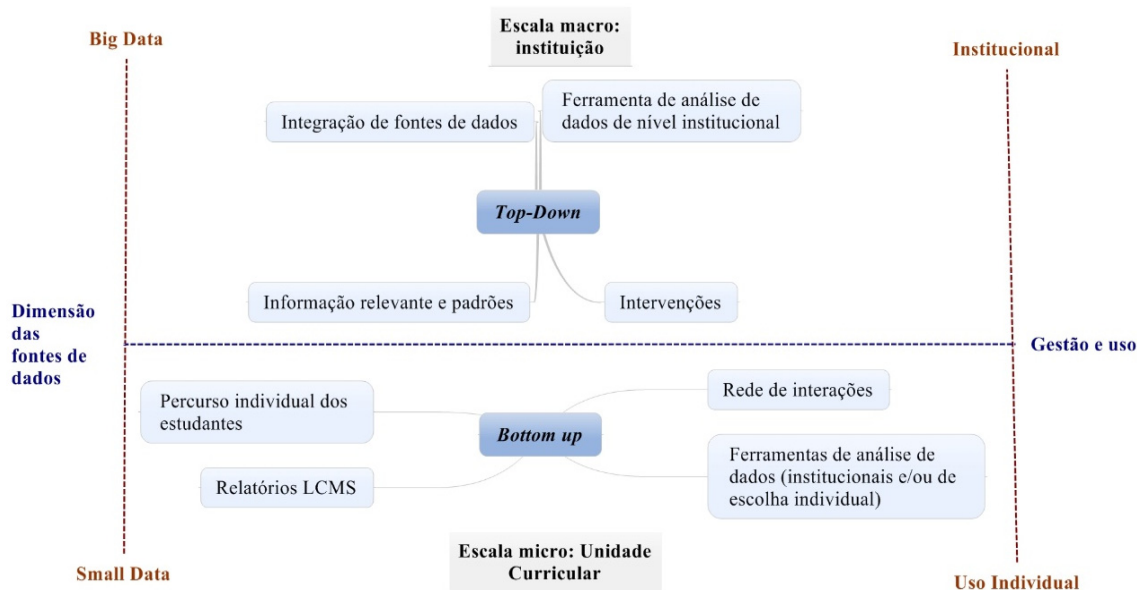 Big Data
Escala macro:
instituição
Institucional
Integração de fontes de dados
Ferramenta de análise de
dados de nível institucional
Top-Down
Informação relevante e padrões
Intervenções
Dimensão
das
fontes de
dados
Gestão e uso
Percurso individual dos
estudantes
Rede de interações
Bottom up
Relatórios LCMS
Ferramentas de análise de
dados (institucionais e/ou de
escolha individual)
Escala micro: Unidade
Curricular
Small Data
Uso Individual